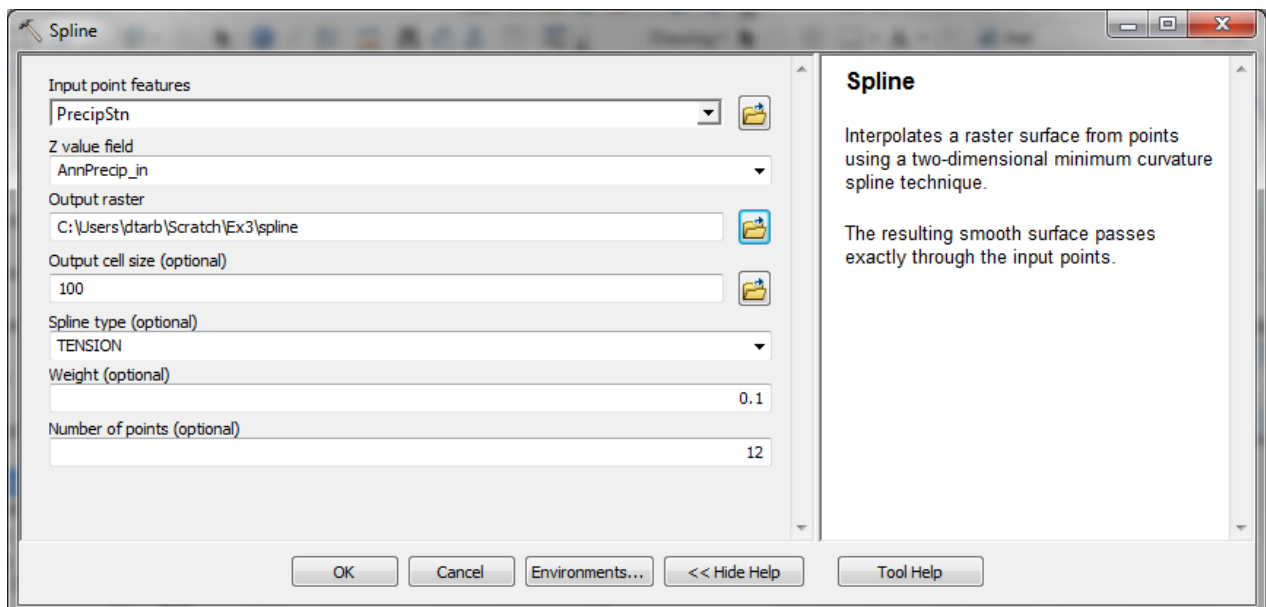 Spline
Input point features
PrecipStn
Z value field
AnnPrecip_in
Output raster
C:\Users\dtarb\Scratch\Ex3\spline
Output cell size (optional)
100
Spline type (optional)
TENSION
Weight (optional)
0.1
Number of points (optional)
12
Spline
Interpolates a raster surface from points
using a two-dimensional minimum curvature
spline technique.
The resulting smooth surface passes
exactly through the input points.
OK Cancel Environments... << Hide Help Tool Help